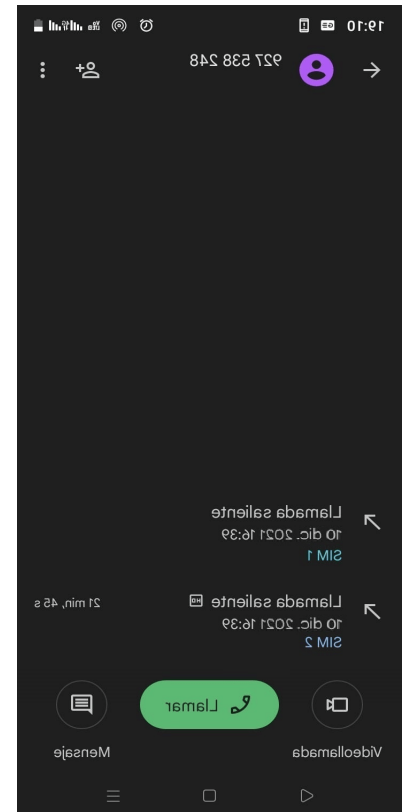 19:10
927 538 248
Llamada saliente
10 dic. 2021 16:39
SIM 1
Llamada saliente HD
21 min, 45 s
10 dic. 2021 16:39
SIM 2
Llamar
Videollamada
Mensaje